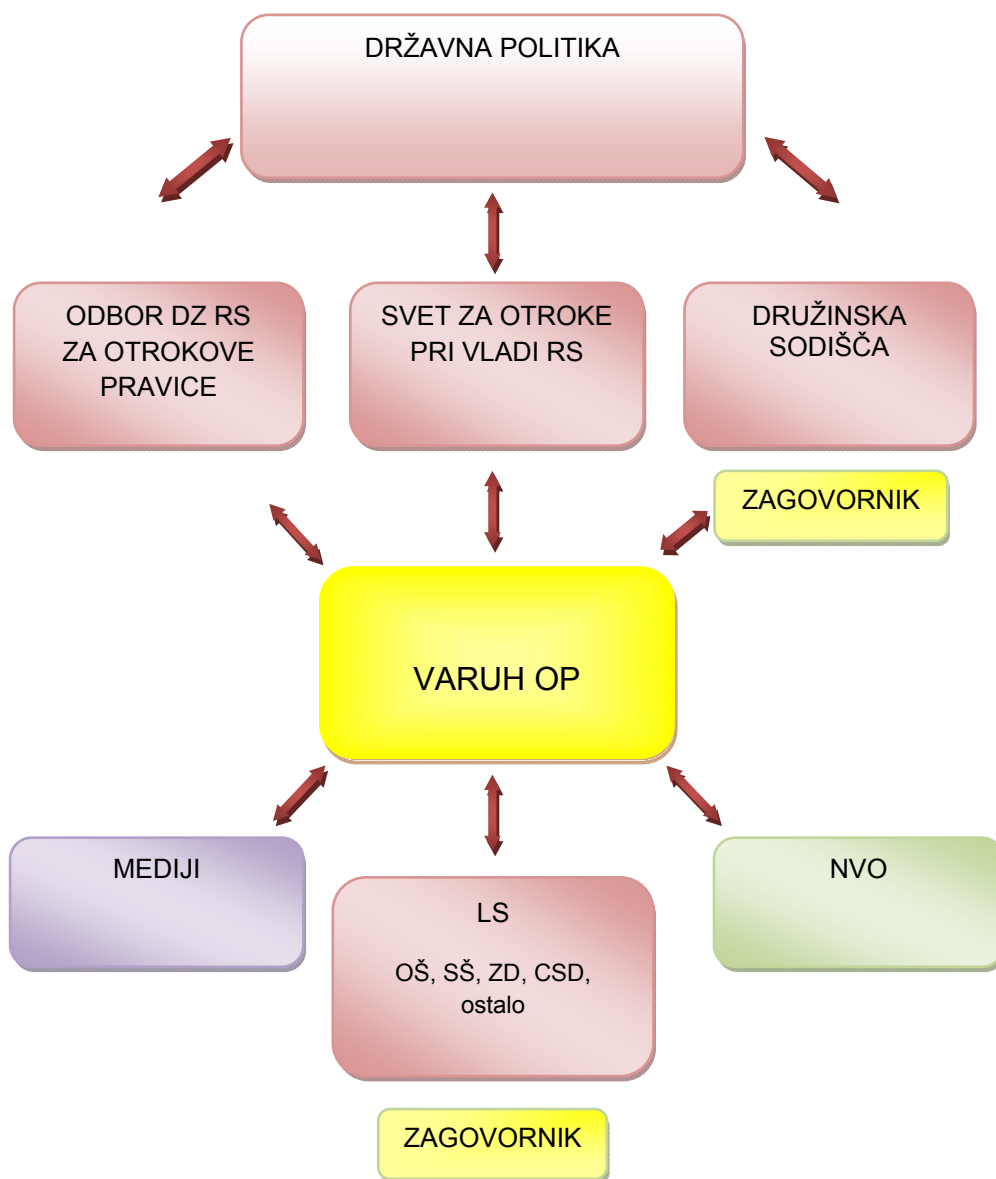 DRŽAVNA POLITIKA
ODBOR DZ RS
ZA OTROKOVE
PRAVICE
SVET ZA OTROKE
PRI VLADI RS
DRUŽINSKA
SODIŠČA
ZAGOVORNIK
VARUH OP
MEDIJI
LS
OŠ, SŠ, ZD, CSD,
ostalo
NVO
ZAGOVORNIK